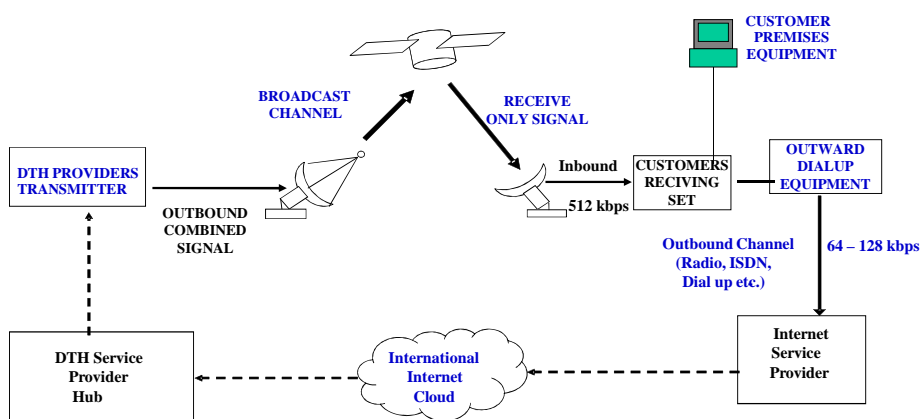 CUSTOMER
PREMISES
EQUIPMENT
BROADCAST
CHANNEL
RECEIVE
ONLY SIGNAL
DTH PROVIDERS
TRANSMITTER
OUTBOUND
COMBINED
SIGNAL
Inbound
512 kbps
CUSTOMERS
RECIVING
SET
OUTWARD
DIALUP
EQUIPMENT
Outbound Channel
(Radio, ISDN,
Dial up etc.)
64 – 128 kbps
DTH Service
Provider
Hub
International
Internet
Cloud
Internet
Service
Provider